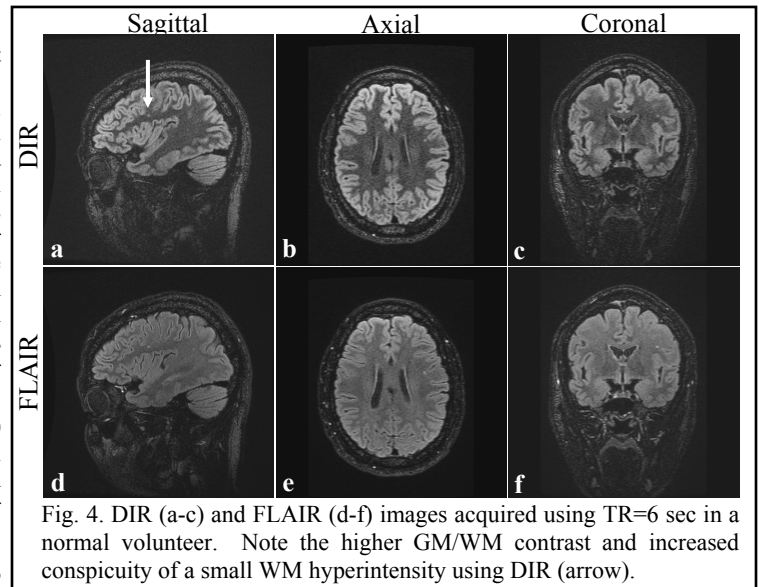 Sagittal Axial Coronal
DIR
a b c
FLAIR
d e f
Fig. 4. DIR (a-c) and FLAIR (d-f) images acquired using TR=6 sec in a
normal volunteer. Note the higher GM/WM contrast and increased
conspicuity of a small WM hyperintensity using DIR (arrow).